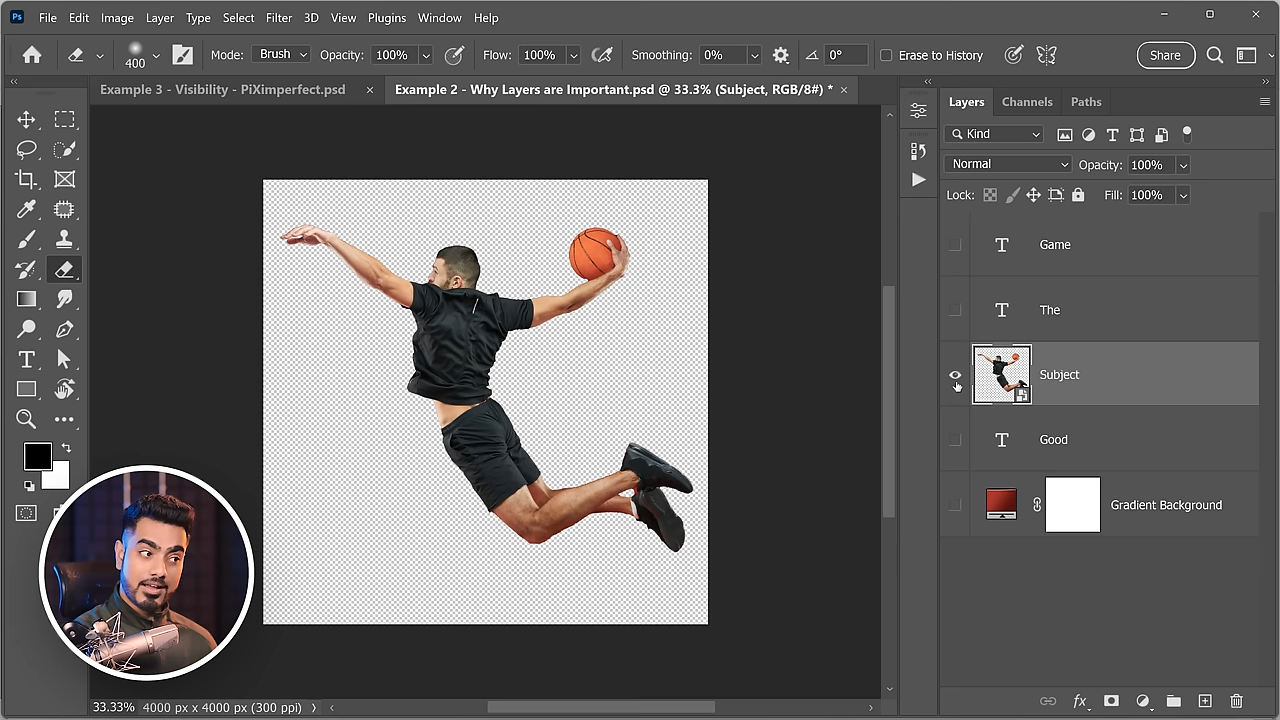 Ps File Edit Image Layer Type Select Filter 3D View Plugins Window Help
400 Mode: Brush Opacity: 100% Flow: 100% Smoothing: 0% 0° Erase to History Share
Example 3 - Visibility - PiXimperfect.psd × Example 2 - Why Layers are Important.psd @ 33.3% (Subject, RGB/8#) * ×
Layers Channels Paths
Kind
Normal Opacity: 100%
Lock: Fill: 100%
T Game
T The
Subject
T Good
Gradient Background
33.33% 4000 px x 4000 px (300 ppi)